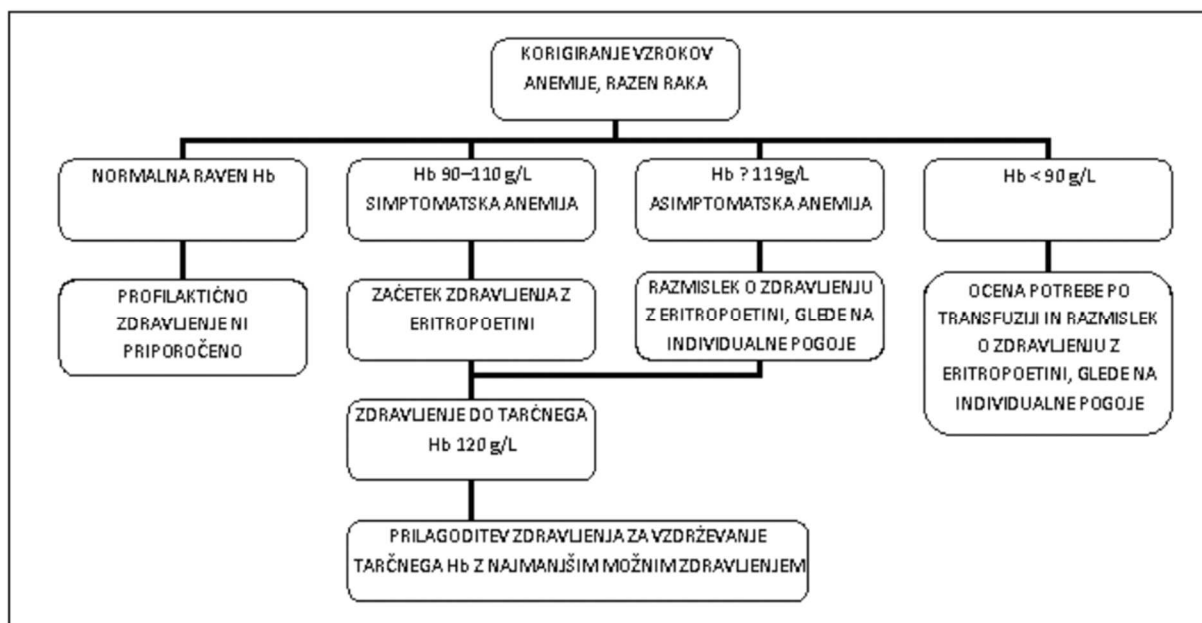 KORIGIRANJE VZROKOV
ANEMIJE, RAZEN RAKA
NORMALNA RAVEN Hb
Hb 90–110 g/L
SIMPTOMATSKA ANEMIJA
Hb ? 119g/L
ASIMPTOMATSKA ANEMIJA
Hb < 90 g/L
PROFILAKTIČNO
ZDRAVLJENJE NI
PRIPOROČENO
ZAČETEK ZDRAVLJENJA Z
ERITROPOETINI
RAZMISLEK O ZDRAVLJENJU
Z ERITROPOETINI, GLEDE NA
INDIVIDUALNE POGOJE
OCENA POTREBE PO
TRANSFUZIJI IN RAZMISLEK
O ZDRAVLJENJU Z
ERITROPOETINI, GLEDE NA
INDIVIDUALNE POGOJE
ZDRAVLJENJE DO TARČNEGA
Hb 120 g/L
PRILAGODITEV ZDRAVLJENJA ZA VZDRŽEVANJE
TARČNEGA Hb Z NAJMANJŠIM MOŽNIM ZDRAVLJENJEM